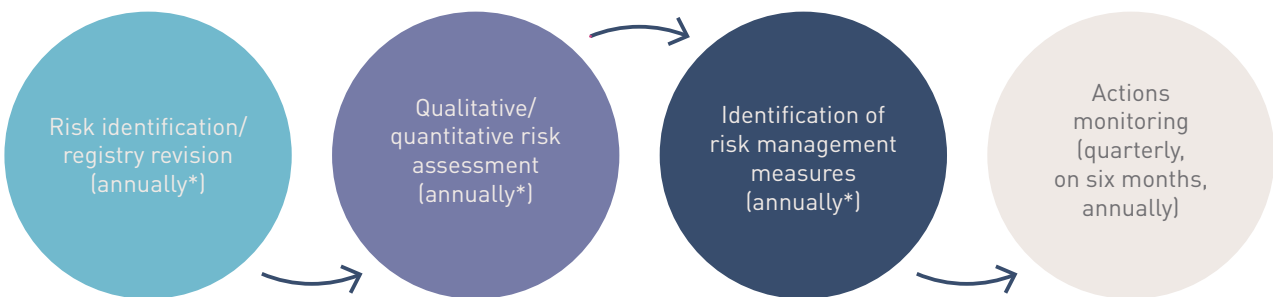 Risk identification/
registry revision
(annually*)
Qualitative/
quantitative risk
assessment
(annually*)
Identification of
risk management
measures
(annually*)
Actions
monitoring
(quarterly,
on six months,
annually)